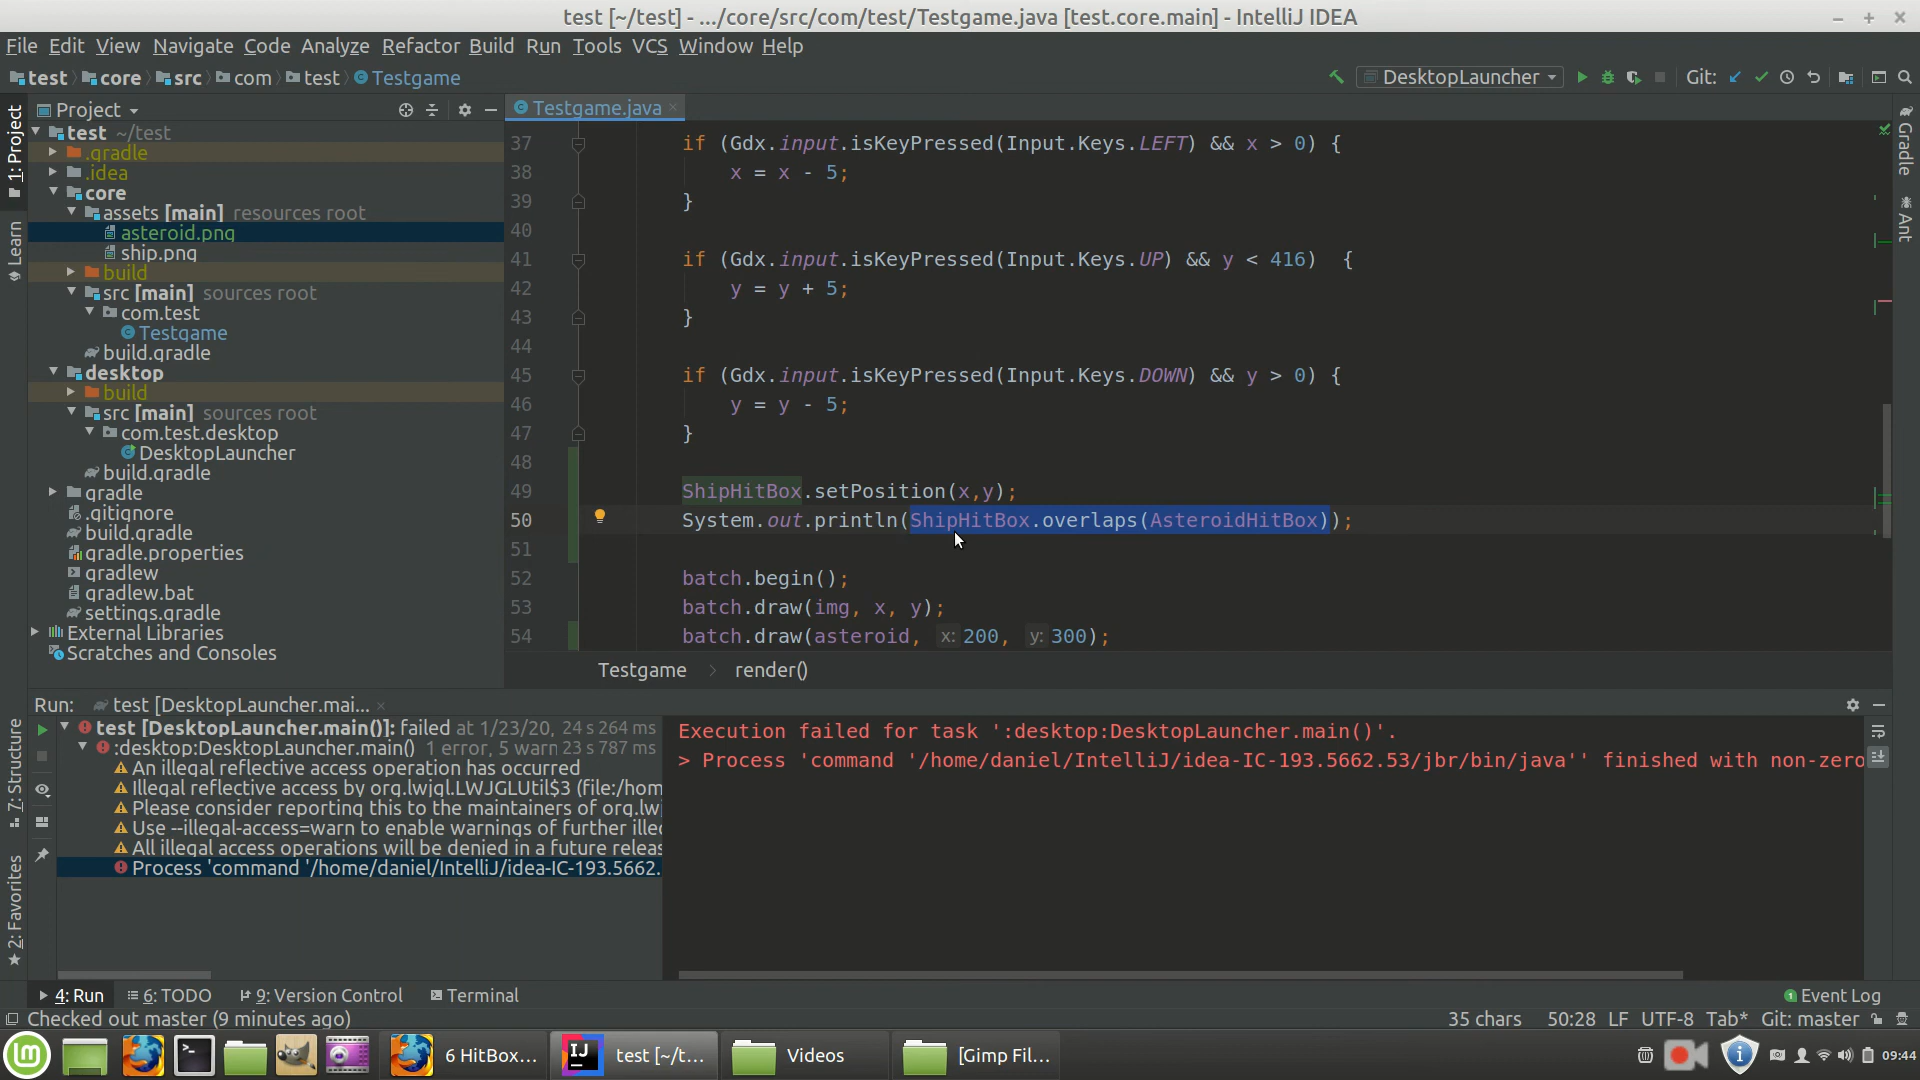 test [~/test] - .../core/src/com/test/Testgame.java [test.core.main] - IntelliJ IDEA
File Edit View Navigate Code Analyze Refactor Build Run Tools VCS Window Help
test core src com test Testgame
DesktopLauncher Git:
1: Project
Learn
7: Structure
2: Favorites
Project
test ~/test
.gradle
.idea
core
assets [main] resources root
asteroid.png
ship.png
build
src [main] sources root
com.test
Testgame
build.gradle
desktop
build
src [main] sources root
com.test.desktop
DesktopLauncher
build.gradle
gradle
.gitignore
build.gradle
gradle.properties
gradlew
gradlew.bat
settings.gradle
External Libraries
Scratches and Consoles
Testgame.java
37 if (Gdx.input.isKeyPressed(Input.Keys.LEFT) && x > 0) {
38 x = x - 5;
39 }
40
41 if (Gdx.input.isKeyPressed(Input.Keys.UP) && y < 416) {
42 y = y + 5;
43 }
44
45 if (Gdx.input.isKeyPressed(Input.Keys.DOWN) && y > 0) {
46 y = y - 5;
47 }
48
49 ShipHitBox.setPosition(x,y);
50 System.out.println(ShipHitBox.overlaps(AsteroidHitBox));
51
52 batch.begin();
53 batch.draw(img, x, y);
54 batch.draw(asteroid, x: 200, y: 300);
Testgame render()
Gradle
Ant
Run: test [DesktopLauncher.mai...
test [DesktopLauncher.main()]: failed at 1/23/20, 24 s 264 ms
:desktop:DesktopLauncher.main() 1 error, 5 warn 23 s 787 ms
An illegal reflective access operation has occurred
Illegal reflective access by org.lwjgl.LWJGLUtil$3 (file:/hom
Please consider reporting this to the maintainers of org.lwj
Use --illegal-access=warn to enable warnings of further illeg
All illegal access operations will be denied in a future releas
Process 'command '/home/daniel/IntelliJ/idea-IC-193.5662.
Execution failed for task ':desktop:DesktopLauncher.main()'.
> Process 'command '/home/daniel/IntelliJ/idea-IC-193.5662.53/jbr/bin/java'' finished with non-zero
4: Run 6: TODO 9: Version Control Terminal 1 Event Log
Checked out master (9 minutes ago) 35 chars 50:28 LF UTF-8 Tab* Git: master
6 HitBox... test [~/t... Videos [Gimp Fil... 09:44